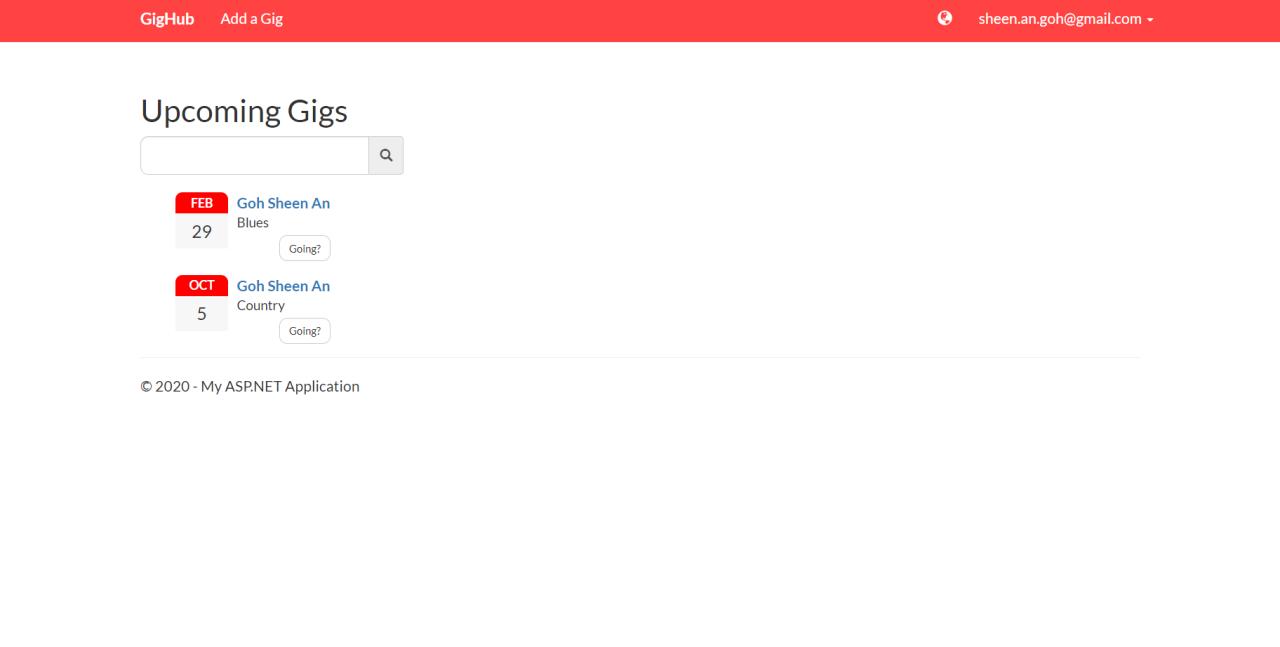 GigHub Add a Gig sheen.an.goh@gmail.com
Upcoming Gigs
FEB Goh Sheen An
Blues
29
Going?
OCT Goh Sheen An
Country
5
Going?
© 2020 - My ASP.NET Application